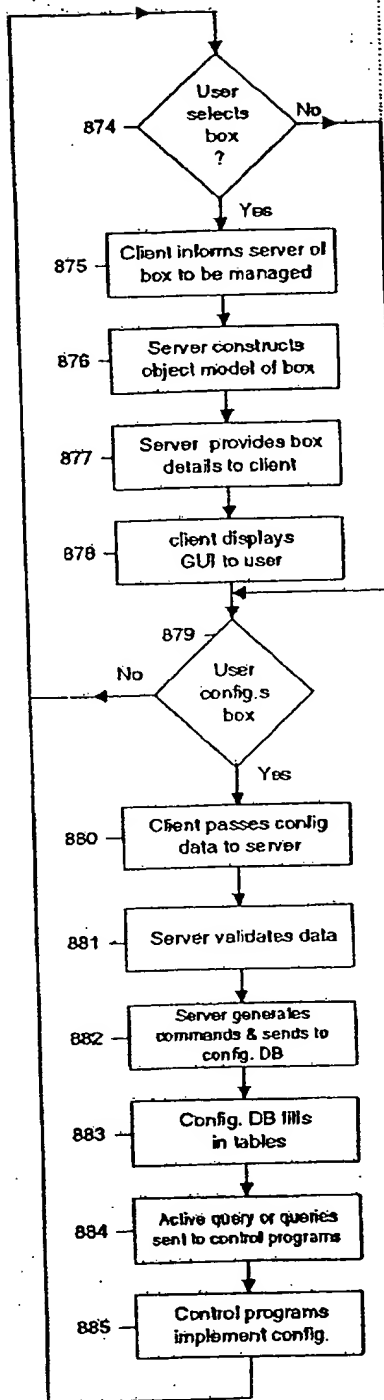 User
selects
box
?
No
874
Yes
875
Client informs server of
box to be managed
876
Server constructs
object model of box
877
Server provides box
details to client
878
client displays
GUI to user
879
User
config.s
box
No
Yes
880
Client passes config
data to server
881
Server validates data
882
Server generates
commands & sends to
config. DB
883
Config. DB fills
in tables
884
Active query or queries
sent to control programs
885
Control programs
implement config.